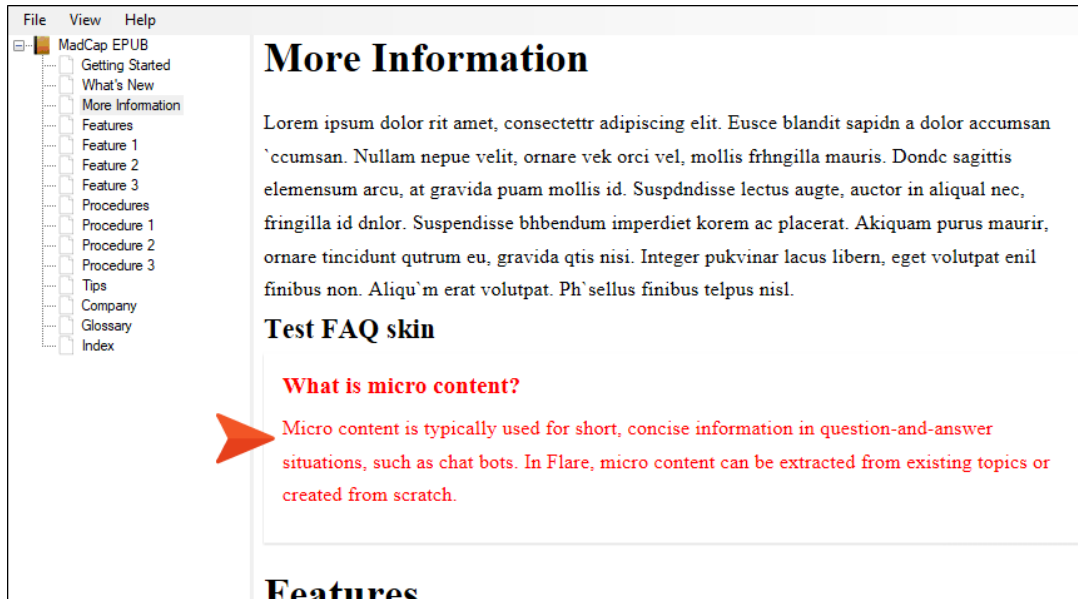 File View Help
MadCap EPUB
Getting Started
What's New
More Information
Features
Feature 1
Feature 2
Feature 3
Procedures
Procedure 1
Procedure 2
Procedure 3
Tips
Company
Glossary
Index
More Information
Lorem ipsum dolor rit amet, consectettr adipiscing elit. Eusce blandit sapidn a dolor accumsan
`ccumsan. Nullam nepue velit, ornare vek orci vel, mollis frhngilla mauris. Dondc sagittis
elemensum arcu, at gravida puam mollis id. Suspdndisse lectus augte, auctor in aliqual nec,
fringilla id dnlor. Suspendisse bhbendum imperdiet korem ac placerat. Akiquam purus maurir,
ornare tincidunt qutrum eu, gravida qtis nisi. Integer pukvinar lacus libern, eget volutpat enil
finibus non. Aliqu`m erat volutpat. Ph`sellus finibus telpus nisl.
Test FAQ skin
What is micro content?
Micro content is typically used for short, concise information in question-and-answer
situations, such as chat bots. In Flare, micro content can be extracted from existing topics or
created from scratch.
Features